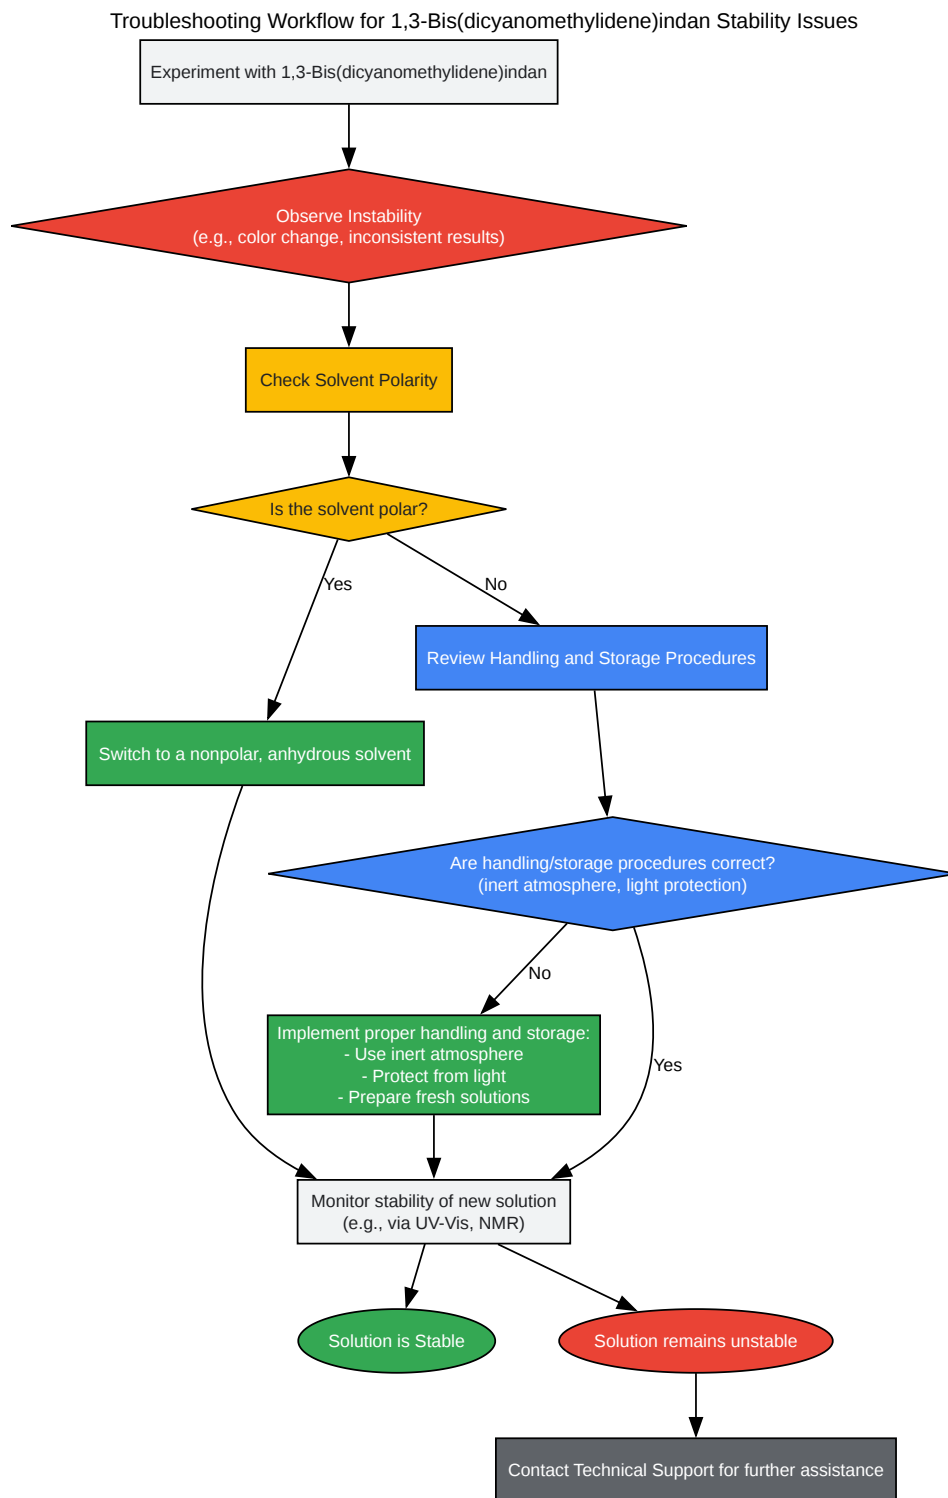 Troubleshooting Workflow for 1,3-Bis(dicyanomethylidene)indan Stability Issues
Experiment with 1,3-Bis(dicyanomethylidene)indan
Observe Instability
(e.g., color change, inconsistent results)
Check Solvent Polarity
Is the solvent polar?
Yes
No
Review Handling and Storage Procedures
Switch to a nonpolar, anhydrous solvent
Are handling/storage procedures correct?
(inert atmosphere, light protection)
No
Implement proper handling and storage:
- Use inert atmosphere
- Protect from light
- Prepare fresh solutions
Yes
Monitor stability of new solution
(e.g., via UV-Vis, NMR)
Solution is Stable
Solution remains unstable
Contact Technical Support for further assistance